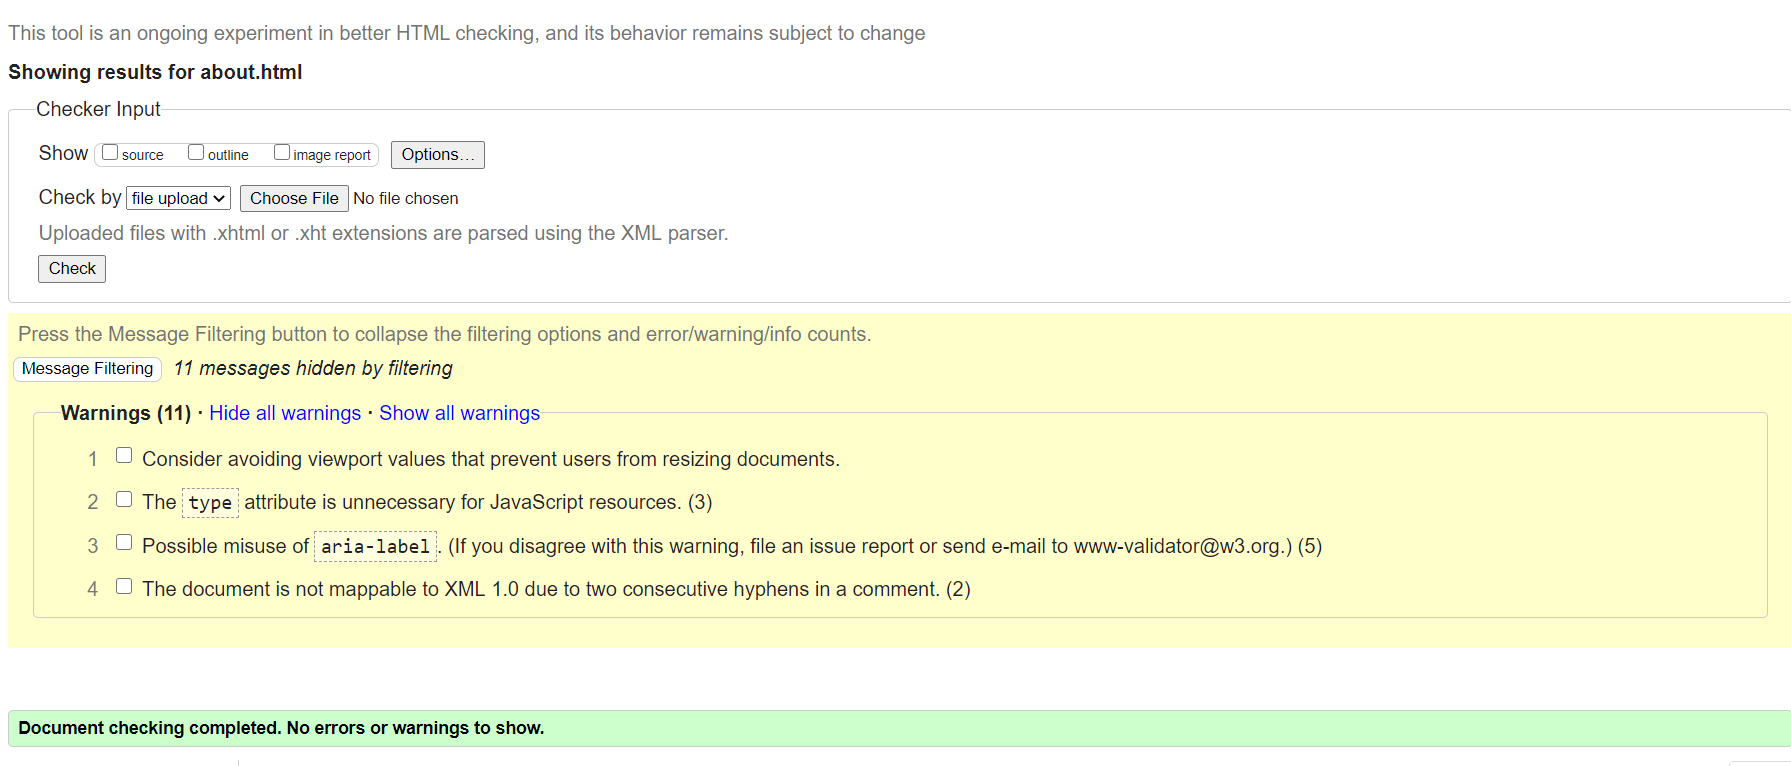 This tool is an ongoing experiment in better HTML checking, and its behavior remains subject to change
Showing results for about.html
Checker Input
Show source outline image report Options…
Check by file upload Choose File No file chosen
Uploaded files with .xhtml or .xht extensions are parsed using the XML parser.
Check
Press the Message Filtering button to collapse the filtering options and error/warning/info counts.
Message Filtering 11 messages hidden by filtering
Warnings (11) · Hide all warnings · Show all warnings
1 Consider avoiding viewport values that prevent users from resizing documents.
2 The type attribute is unnecessary for JavaScript resources. (3)
3 Possible misuse of aria-label. (If you disagree with this warning, file an issue report or send e-mail to www-validator@w3.org.) (5)
4 The document is not mappable to XML 1.0 due to two consecutive hyphens in a comment. (2)
Document checking completed. No errors or warnings to show.